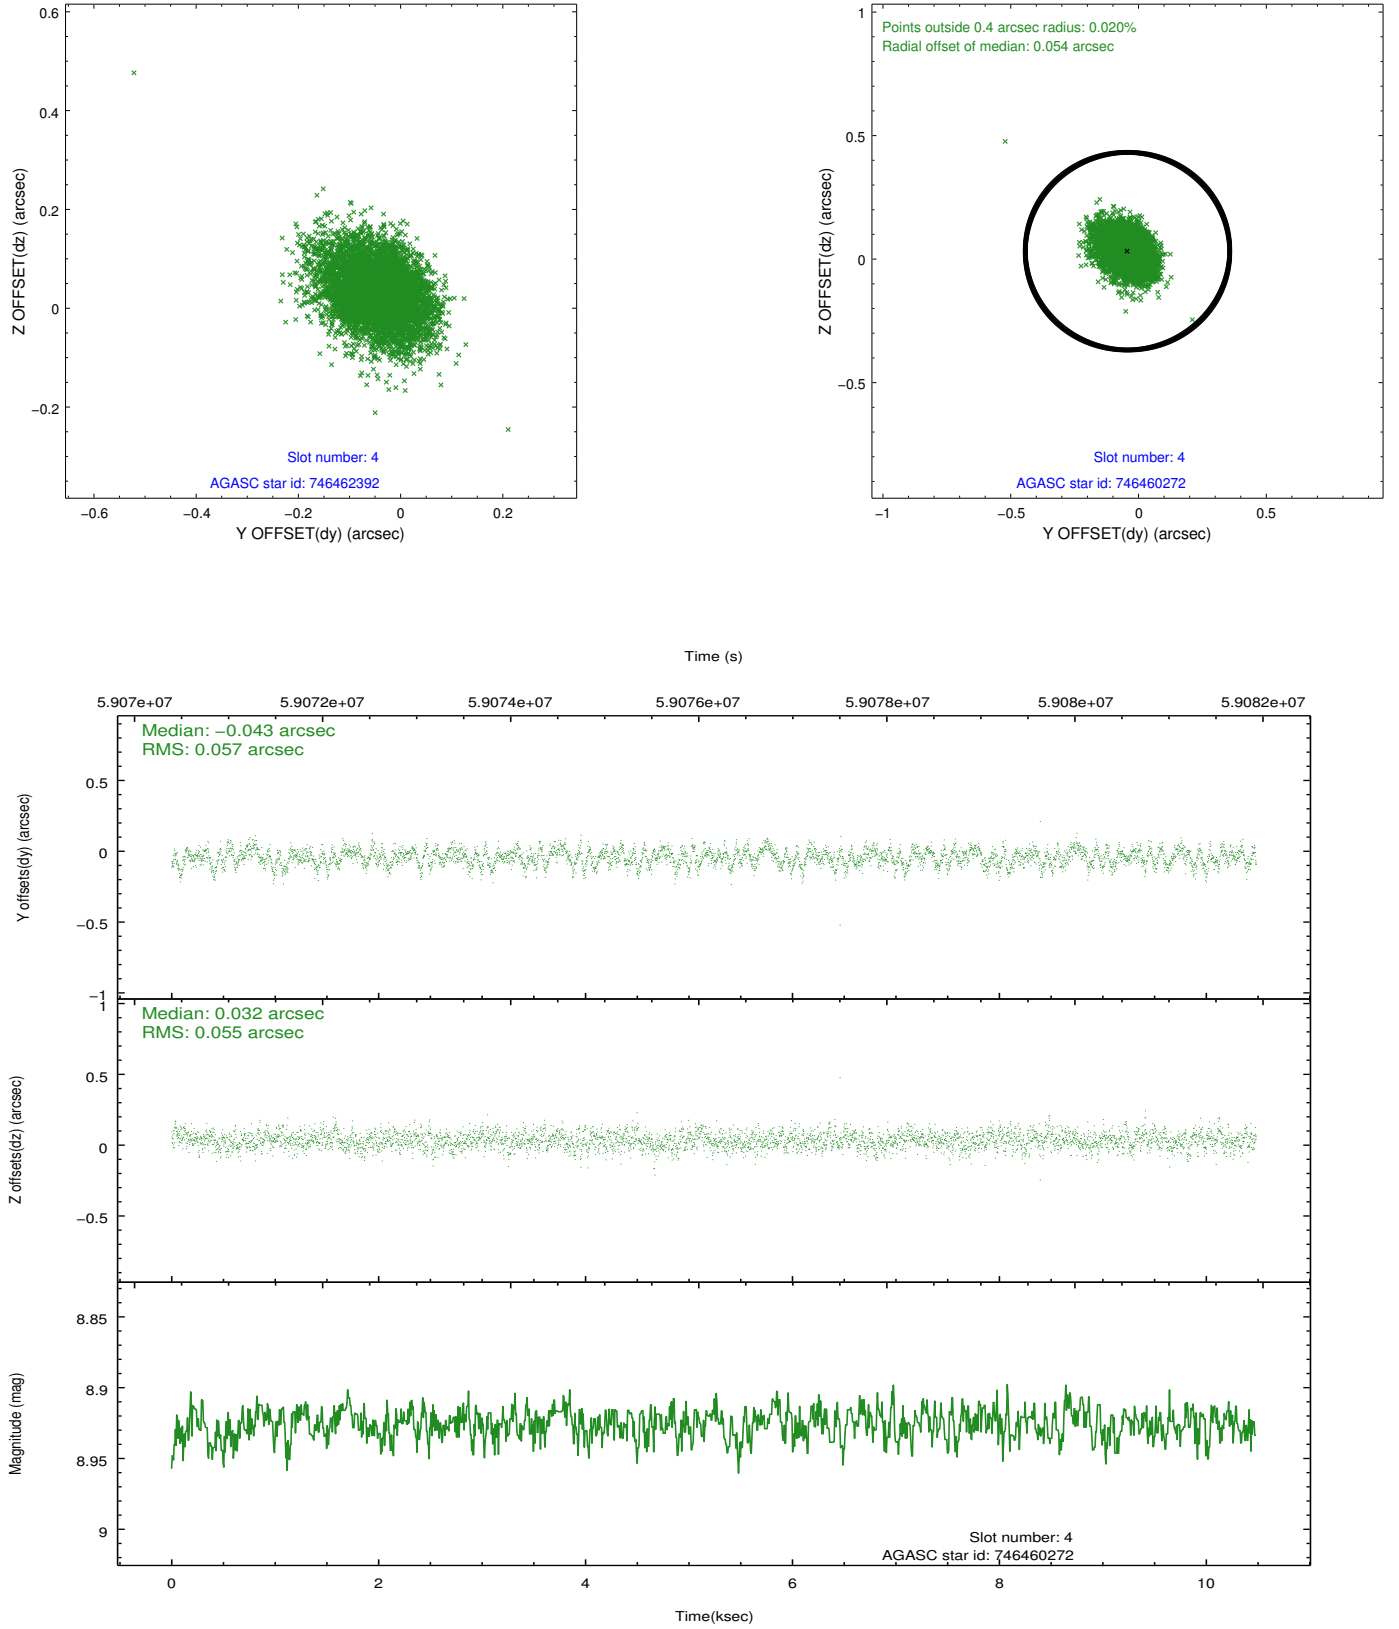 0.6
0.4
0.2
0
−0.2
Z OFFSET(dz) (arcsec)
Slot number: 4
AGASC star id: 746462392
−0.6
−0.4
−0.2
0
0.2
Y OFFSET(dy) (arcsec)
1
0.5
0
−0.5
Z OFFSET(dz) (arcsec)
Points outside 0.4 arcsec radius: 0.020%
Radial offset of median: 0.054 arcsec
Slot number: 4
AGASC star id: 746460272
−1
−0.5
0
0.5
Y OFFSET(dy) (arcsec)
Time (s)
5.907e+07
5.9072e+07
5.9074e+07
5.9076e+07
5.9078e+07
5.908e+07
5.9082e+07
Median: −0.043 arcsec
RMS: 0.057 arcsec
0.5
0
−0.5
−1
Y offsets(dy) (arcsec)
Median: 0.032 arcsec
RMS: 0.055 arcsec
1
0.5
0
−0.5
Z offsets(dz) (arcsec)
8.85
8.9
8.95
9
Magnitude (mag)
Slot number: 4
AGASC star id: 746460272
0
2
4
6
8
10
Time(ksec)